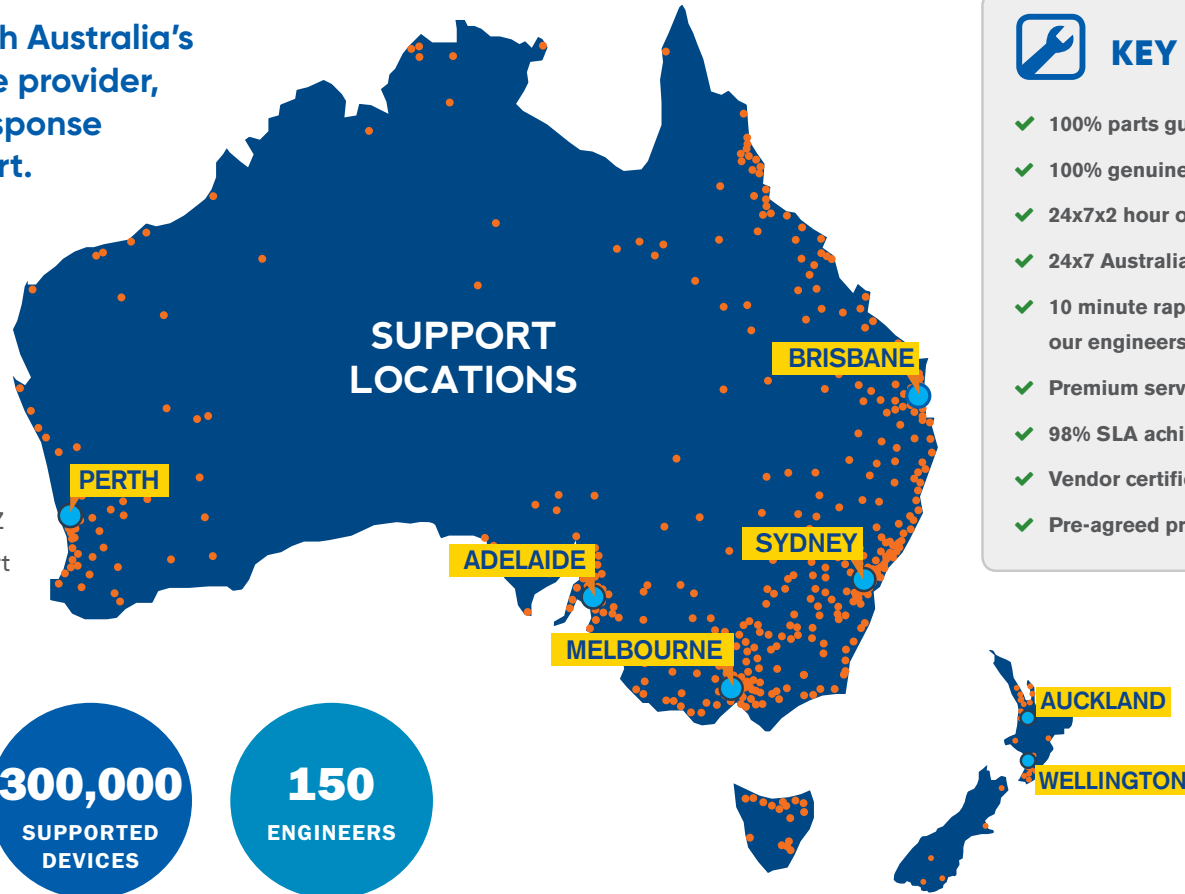 h Australia's
e provider,
sponse
rt.
SUPPORT
LOCATIONS
BRISBANE
PERTH
SYDNEY
ADELAIDE
MELBOURNE
AUCKLAND
WELLINGTON
Z
rt
300,000
SUPPORTED
DEVICES
150
ENGINEERS
KEY
100% parts gu
100% genuine
24x7x2 hour o
24x7 Australia
10 minute rap
our engineers
Premium serv
98% SLA achi
Vendor certifi
Pre-agreed pr